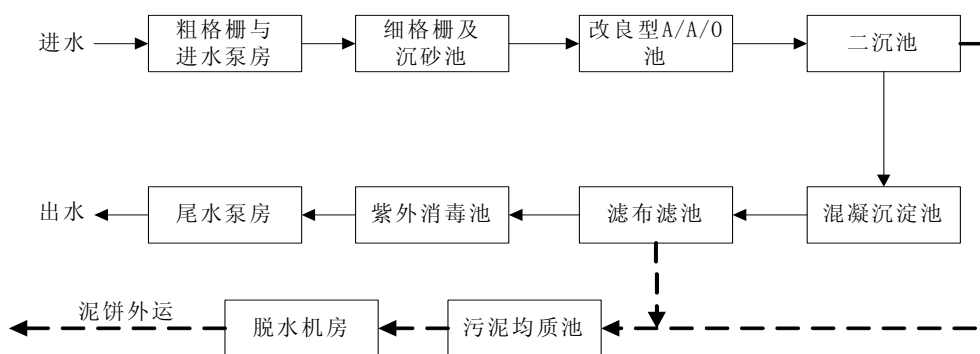 进水
粗格栅与
进水泵房
细格栅及
沉砂池
改良型A/A/O
池
二沉池
出水
尾水泵房
紫外消毒池
滤布滤池
混凝沉淀池
泥饼外运
脱水机房
污泥均质池